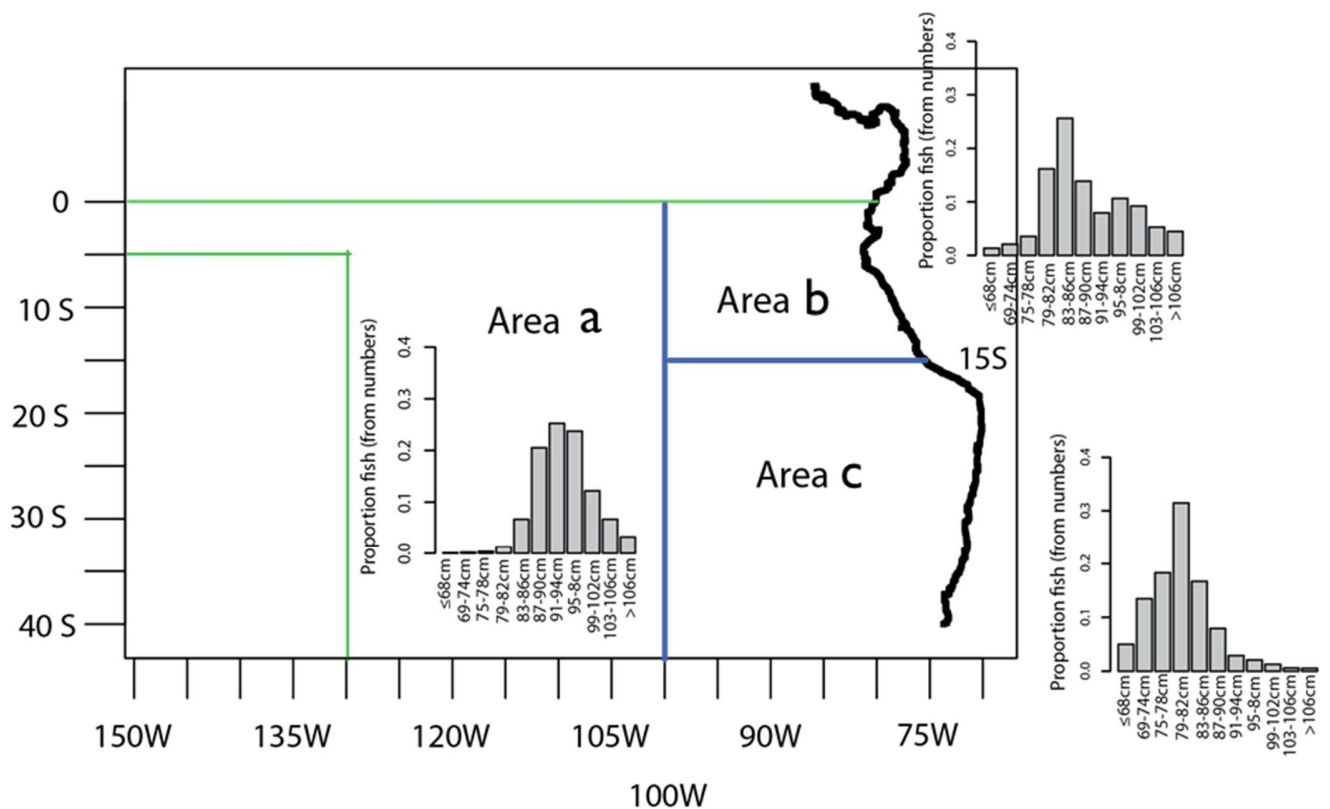 Proportion fish (from numbers)
0.4
0.3
0.2
0.1
0.0
≤68cm
69-74cm
75-78cm
79-82cm
83-86cm
87-90cm
91-94cm
95-8cm
99-102cm
103-106cm
>106cm
0
10 S
20 S
30 S
40 S
Area a
Area b
15S
Area c
Proportion fish (from numbers)
0.4
0.3
0.2
0.1
0.0
≤68cm
69-74cm
75-78cm
79-82cm
83-86cm
87-90cm
91-94cm
95-8cm
99-102cm
103-106cm
>106cm
Proportion fish (from numbers)
0.4
0.3
0.2
0.1
0.0
≤68cm
69-74cm
75-78cm
79-82cm
83-86cm
87-90cm
91-94cm
95-8cm
99-102cm
103-106cm
>106cm
150W
135W
120W
105W
90W
75W
100W